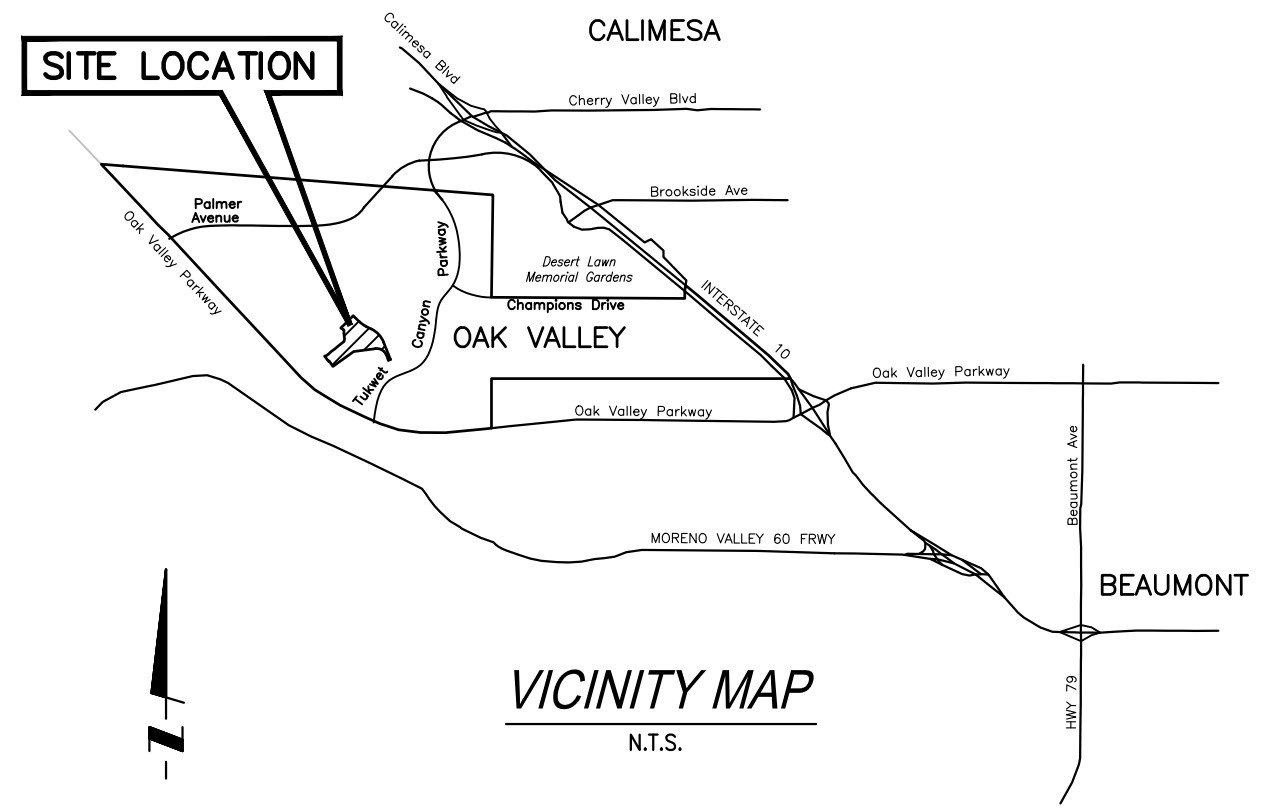 CALIMESA
Calimesa Blvd
SITE LOCATION
Cherry Valley Blvd
Brookside Ave
Palmer
Avenue
Oak Valley Parkway
Tukwet Canyon Parkway
Desert Lawn
Memorial Gardens
Champions Drive
INTERSTATE 10
OAK VALLEY
Oak Valley Parkway
Oak Valley Parkway
Beaumont Ave
MORENO VALLEY 60 FRWY
BEAUMONT
HWY 79
VICINITY MAP
N.T.S.
N